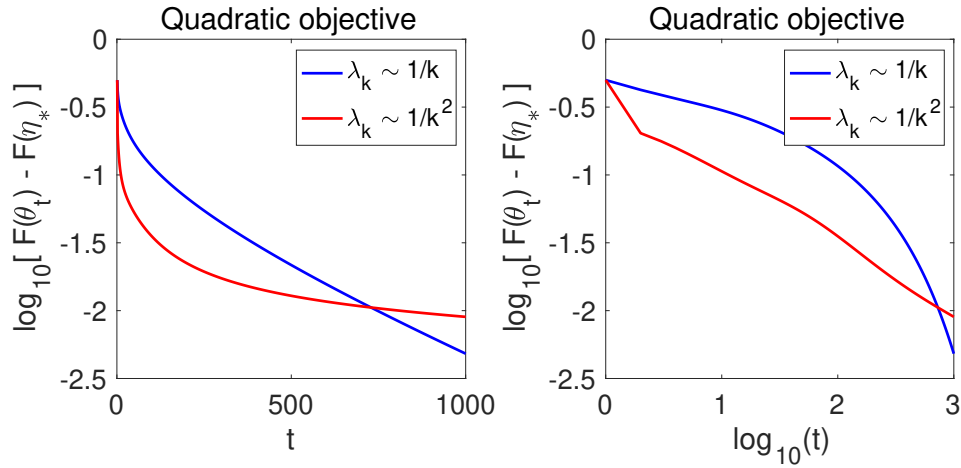 Quadratic objective
log₁₀[ F(θₜ) - F(η⁎) ]
0
-0.5
-1
-1.5
-2
-2.5
0
500
1000
t
λₖ ∼ 1/k
λₖ ∼ 1/k²
Quadratic objective
log₁₀[ F(θₜ) - F(η⁎) ]
0
-0.5
-1
-1.5
-2
-2.5
0
1
2
3
log₁₀(t)
λₖ ∼ 1/k
λₖ ∼ 1/k²